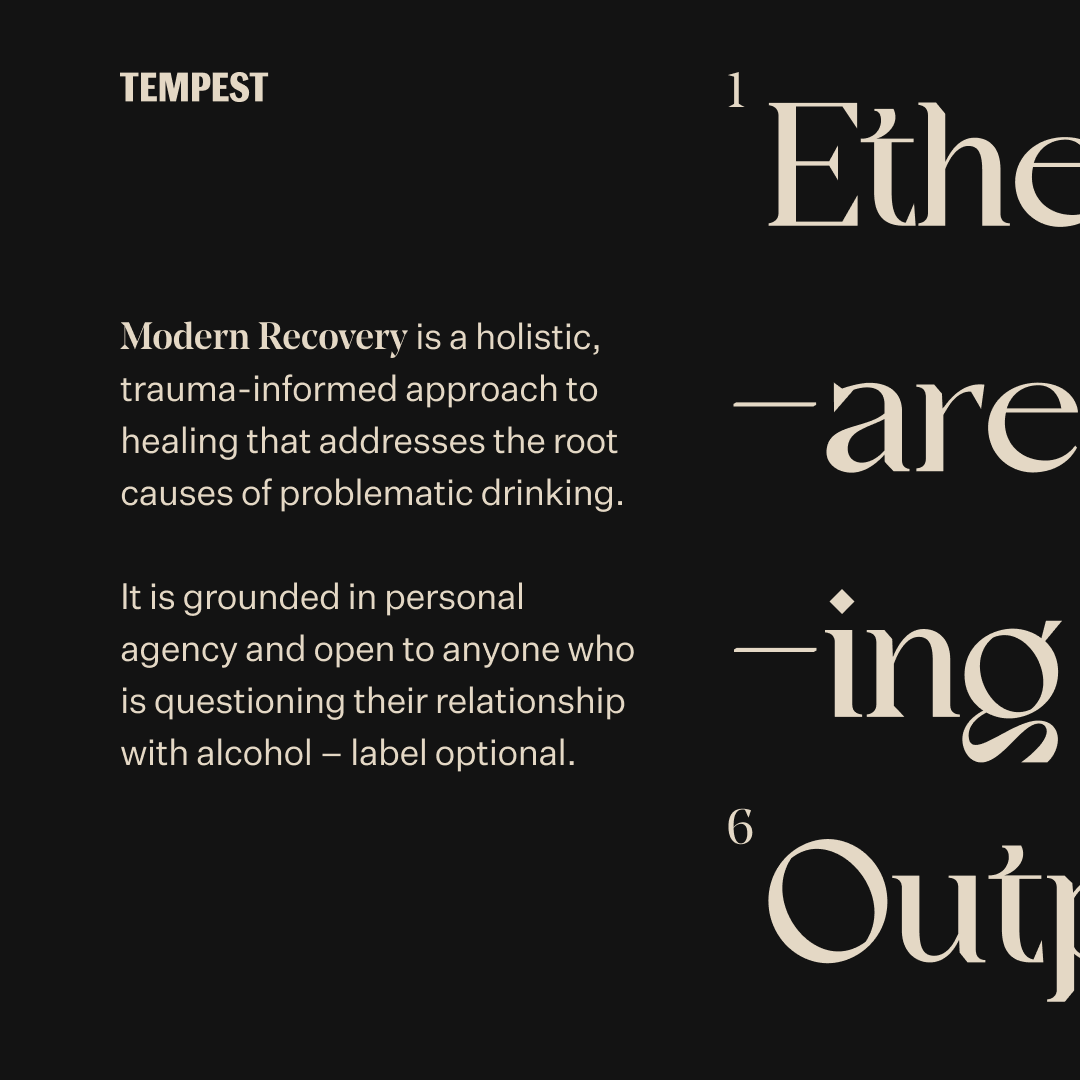 TEMPEST
Modern Recovery is a holistic,
trauma-informed approach to
healing that addresses the root
causes of problematic drinking.
It is grounded in personal
agency and open to anyone who
is questioning their relationship
with alcohol – label optional.
1
Ethe
–are
–ing
6
Outp